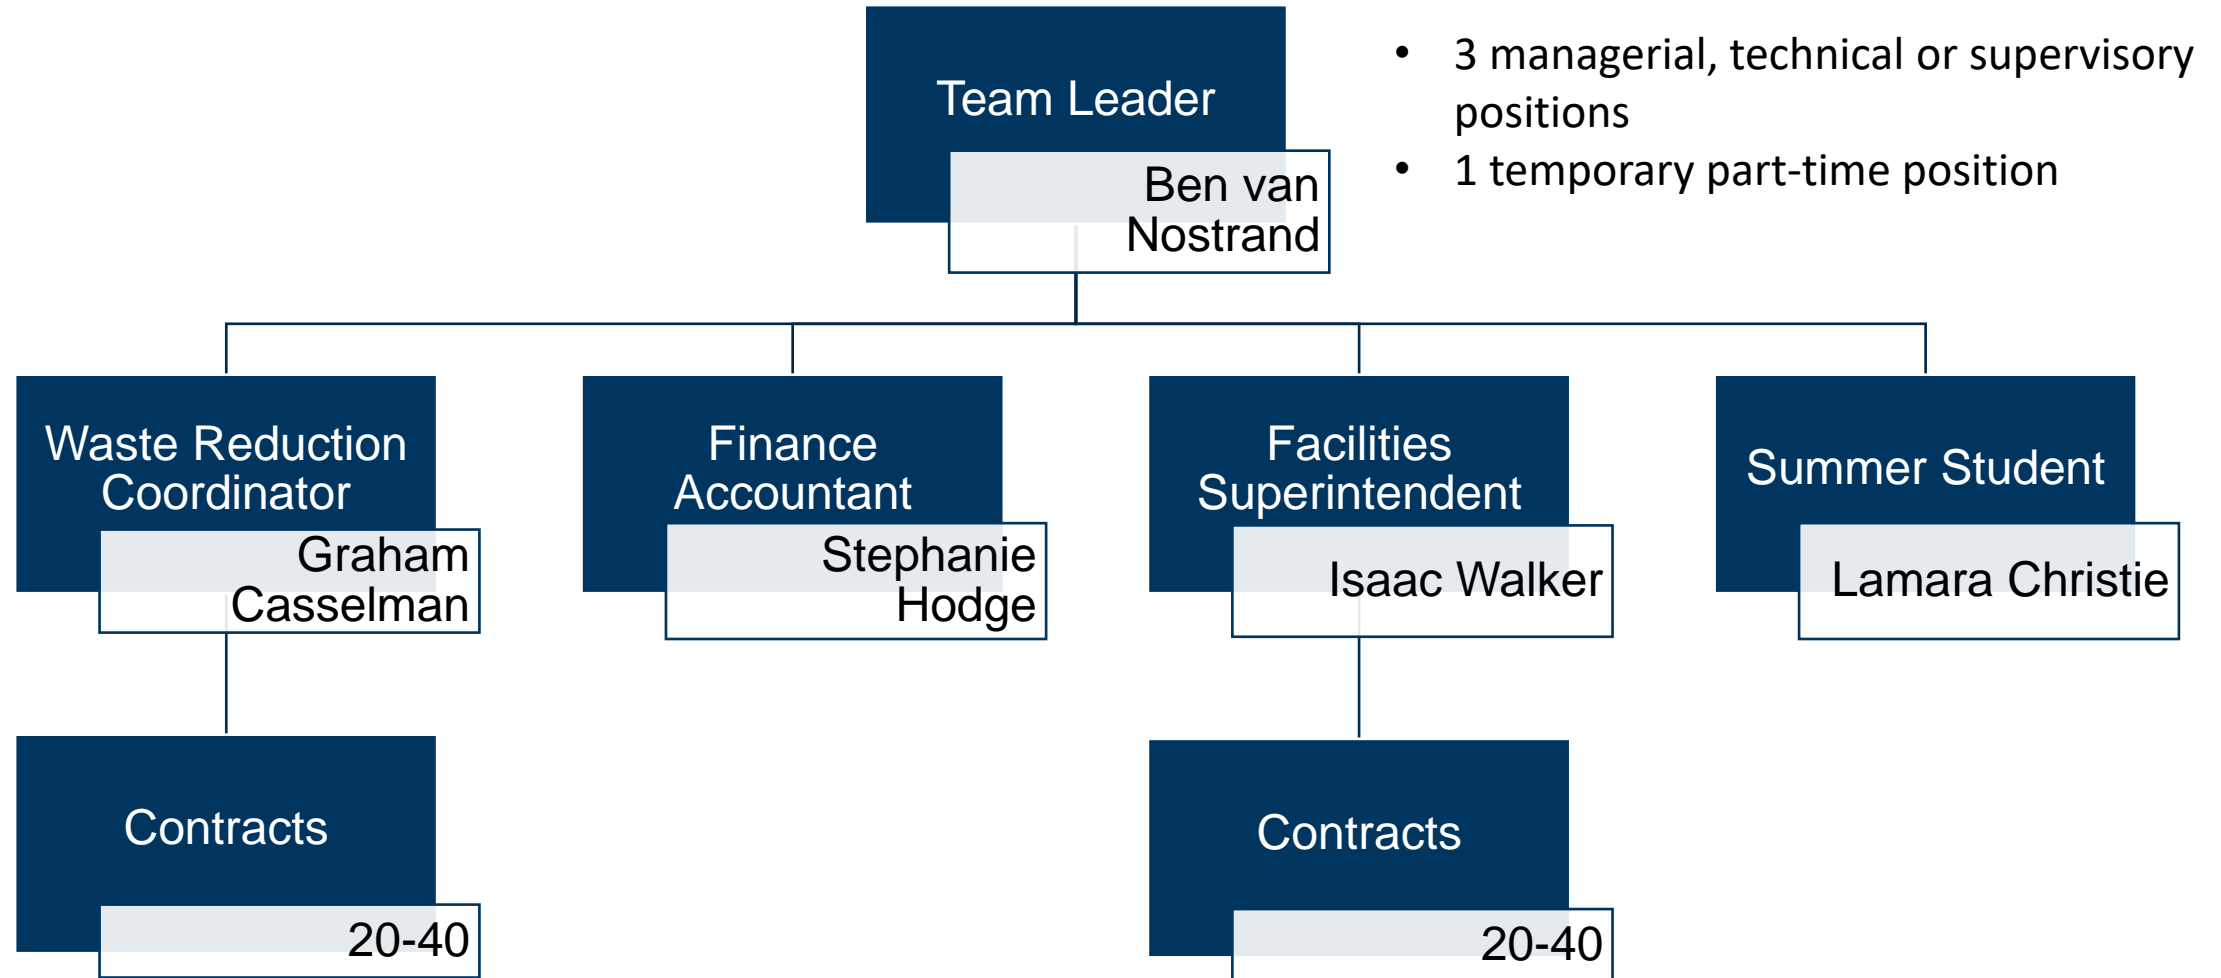 Team Leader
Ben van
Nostrand
• 3 managerial, technical or supervisory
positions
• 1 temporary part-time position
Waste Reduction
Coordinator
Graham
Casselman
Finance
Accountant
Stephanie
Hodge
Facilities
Superintendent
Isaac Walker
Summer Student
Lamara Christie
Contracts
20-40
Contracts
20-40